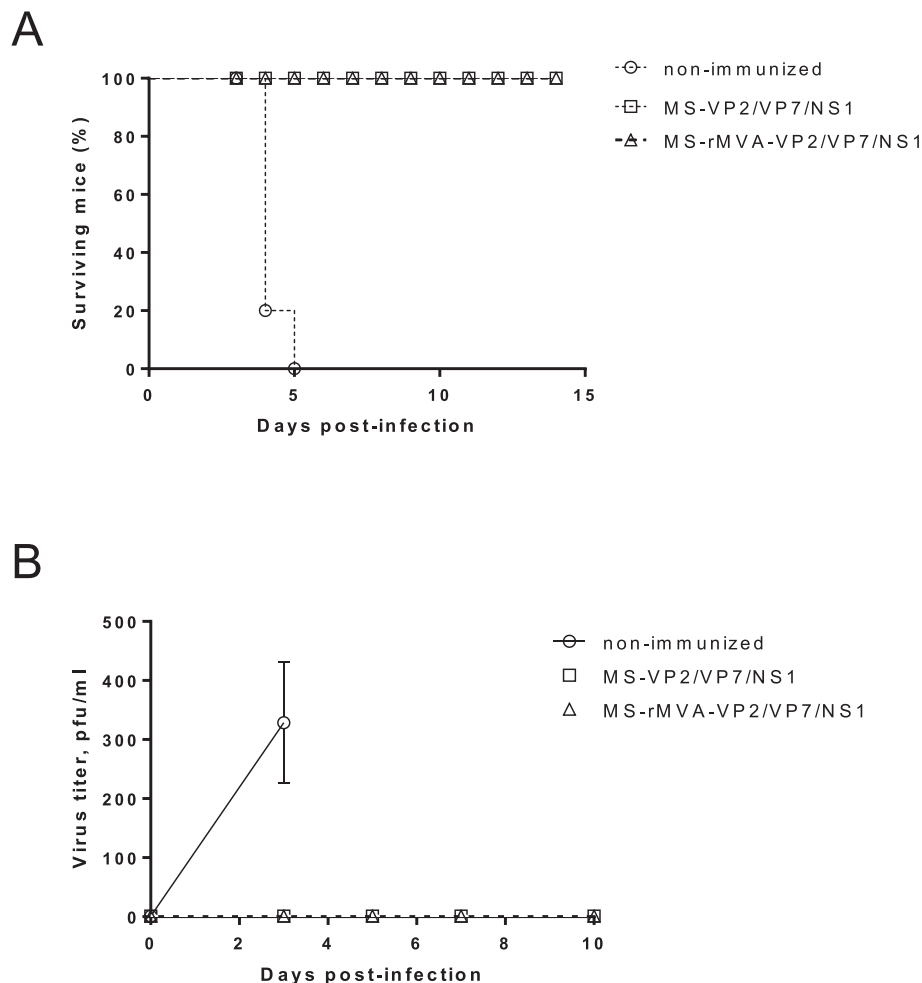 A
non-immunized
MS-VP2/VP7/NS1
MS-rMVA-VP2/VP7/NS1
Surviving mice (%)
100
80
60
40
20
0
0 5 10 15
Days post-infection
B
non-immunized
MS-VP2/VP7/NS1
MS-rMVA-VP2/VP7/NS1
Virus titer, pfu/ml
500
400
300
200
100
0
0 2 4 6 8 10
Days post-infection